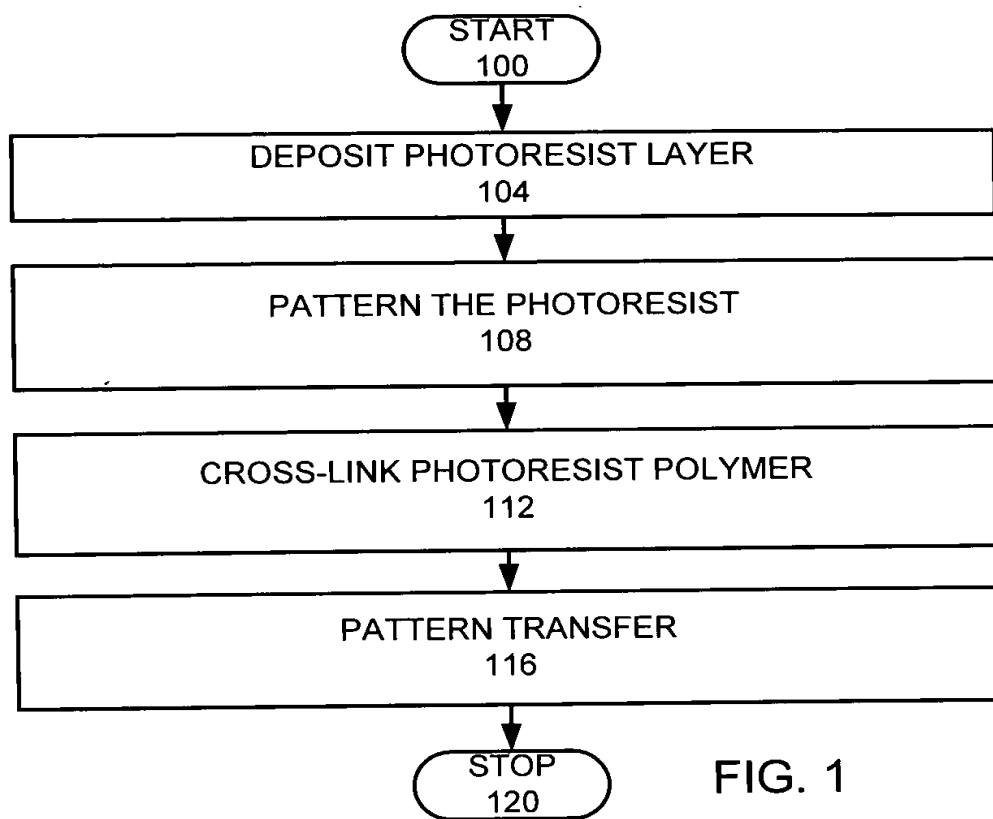 START
100
DEPOSIT PHOTORESIST LAYER
104
PATTERN THE PHOTORESIST
108
CROSS-LINK PHOTORESIST POLYMER
112
PATTERN TRANSFER
116
STOP
120
FIG. 1